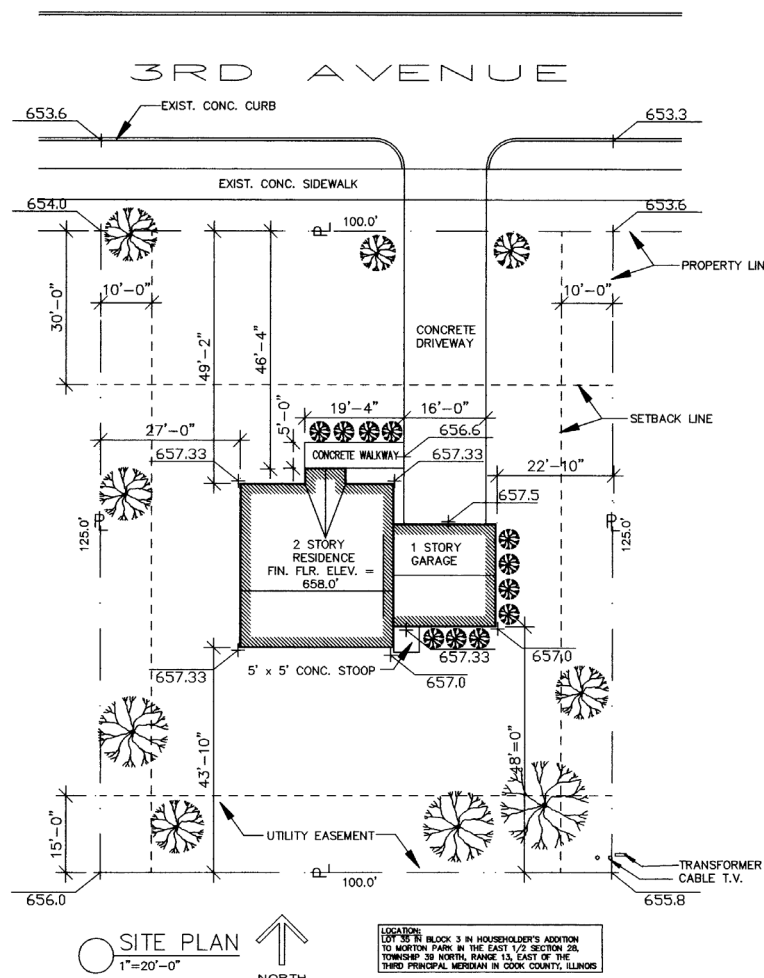 3RD AVENUE
653.6
EXIST. CONC. CURB
653.3
EXIST. CONC. SIDEWALK
654.0
100.0'
653.6
PROPERTY LIN
10'-0"
10'-0"
30'-0"
49'-2"
46'-4"
CONCRETE
DRIVEWAY
5'-0"
19'-4"
16'-0"
SETBACK LINE
27'-0"
656.6
657.33
CONCRETE WALKWAY
657.33
22'-10"
657.5
125.0'
2 STORY
RESIDENCE
FIN. FLR. ELEV. =
658.0'
1 STORY
GARAGE
125.0'
657.33
5' x 5' CONC. STOOP
657.33
657.0
657.0
43'-10"
48'=0"
15'-0"
UTILITY EASEMENT
TRANSFORMER
CABLE T.V.
656.0
100.0'
655.8
SITE PLAN
1"=20'-0"
NORTH
LOCATION:
LOT 35 IN BLOCK 3 IN HOUSEHOLDER'S ADDITION
TO MORTON PARK IN THE EAST 1/2 SECTION 28,
TOWNSHIP 39 NORTH, RANGE 13, EAST OF THE
THIRD PRINCIPAL MERIDIAN IN COOK COUNTY, ILLINOIS